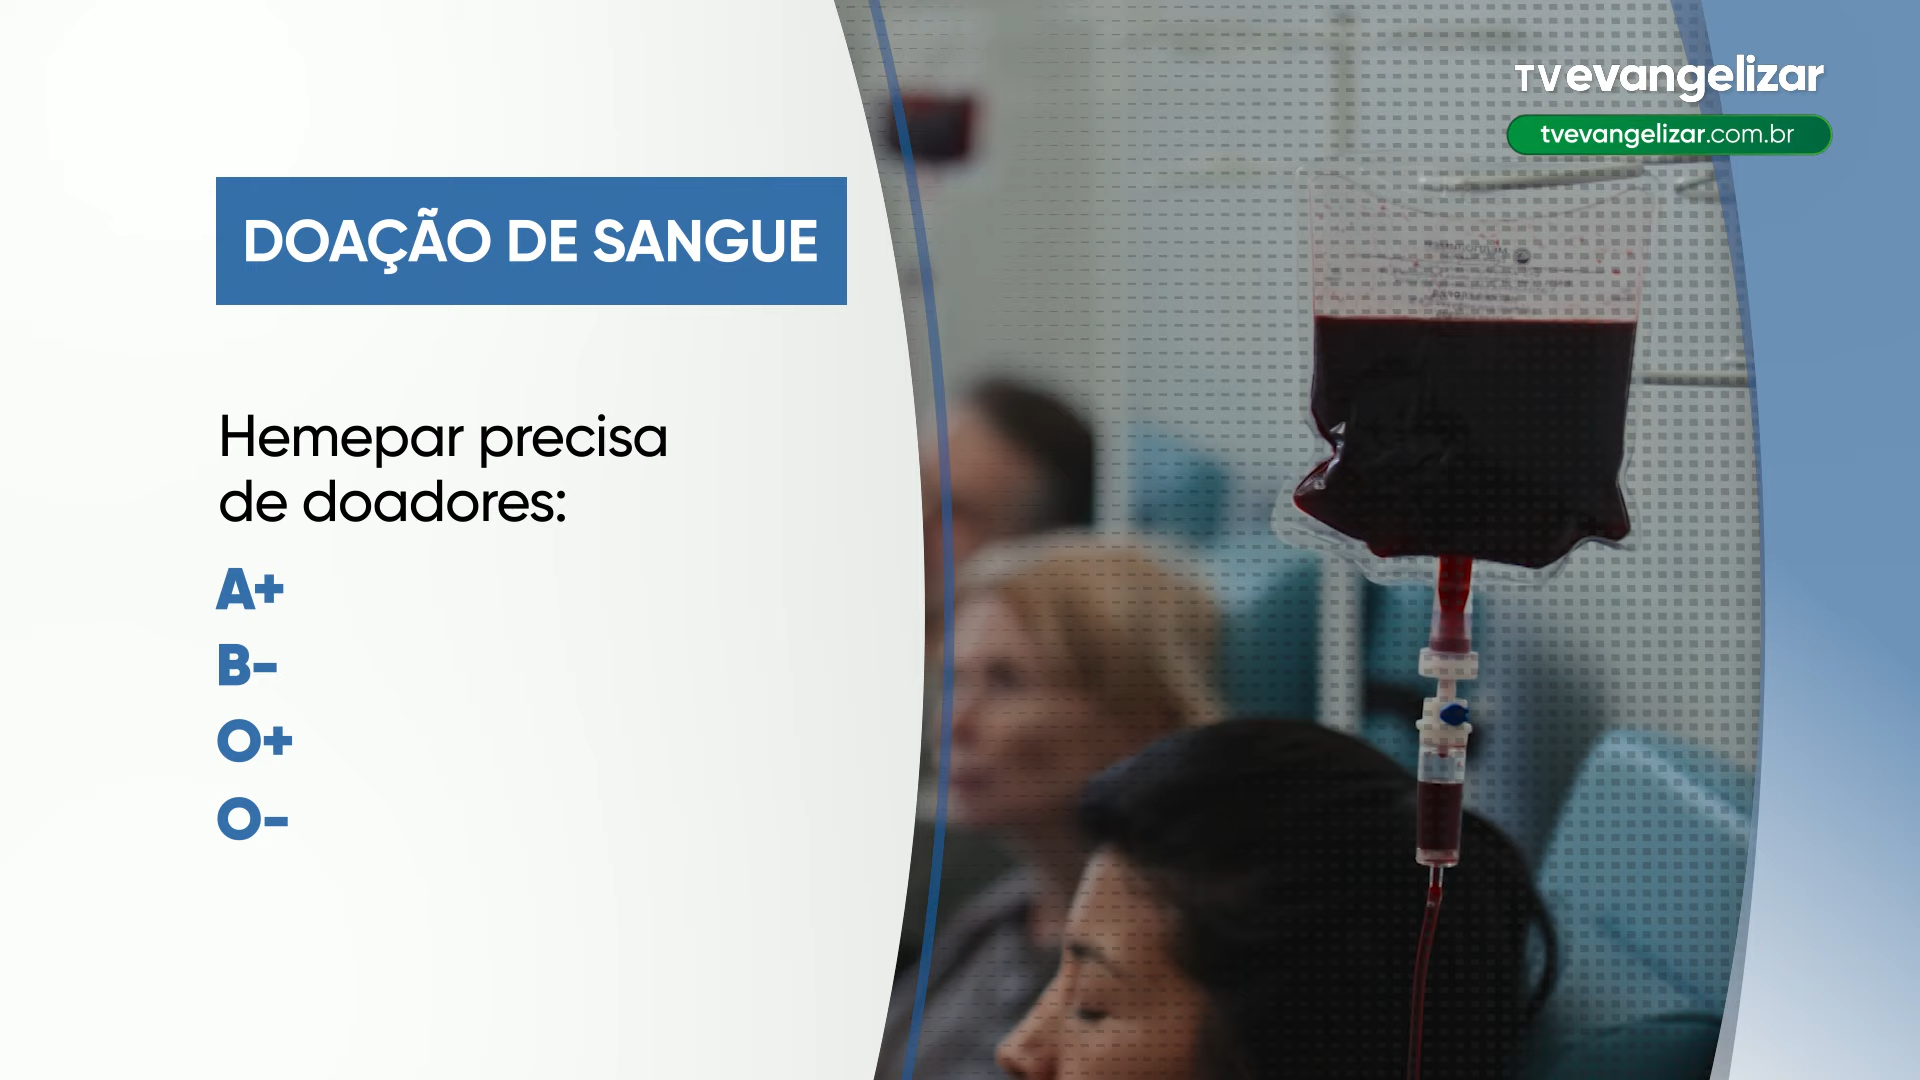 TV evangelizar
tvevangelizar.com.br
DOAÇÃO DE SANGUE
Hemepar precisa
de doadores:
A+
B-
O+
O-